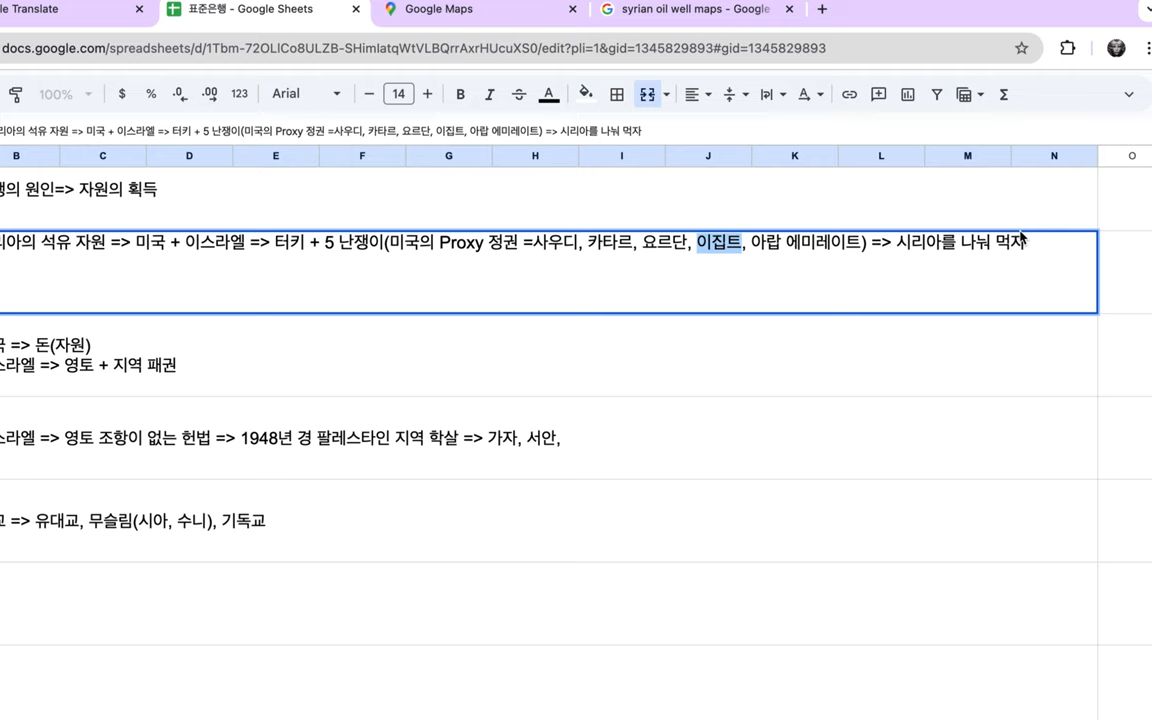 le Translate
표준은행 - Google Sheets
Google Maps
syrian oil well maps - Google
docs.google.com/spreadsheets/d/1Tbm-72OLlCo8ULZB-SHimlatqWtVLBQrrAxrHUcuXS0/edit?pli=1&gid=1345829893#gid=1345829893
100% $ % .0 .00 123 Arial 14 B I S A Σ
리아의 석유 자원 => 미국 + 이스라엘 => 터키 + 5 난쟁이(미국의 Proxy 정권 =사우디, 카타르, 요르단, 이집트, 아랍 에미레이트) => 시리아를 나눠 먹자
B C D E F G H I J K L M N O
쟁의 원인=> 자원의 획득
리아의 석유 자원 => 미국 + 이스라엘 => 터키 + 5 난쟁이(미국의 Proxy 정권 =사우디, 카타르, 요르단, 이집트, 아랍 에미레이트) => 시리아를 나눠 먹자
국 => 돈(자원)
스라엘 => 영토 + 지역 패권
스라엘 => 영토 조항이 없는 헌법 => 1948년 경 팔레스타인 지역 학살 => 가자, 서안,
교 => 유대교, 무슬림(시아, 수니), 기독교